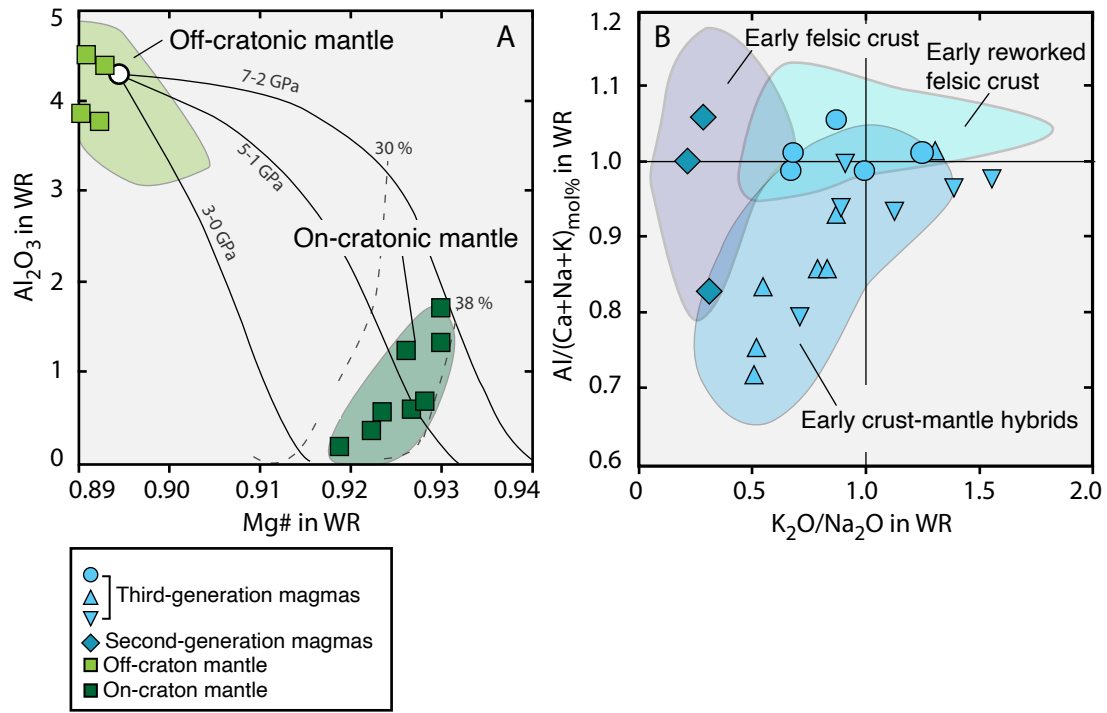 A
Off-cratonic mantle
7-2 GPa
5-1 GPa
3-0 GPa
30 %
38 %
On-cratonic mantle
5
4
3
2
1
0
0.89 0.90 0.91 0.92 0.93 0.94
Al₂O₃ in WR
Mg# in WR
B
Early felsic crust
Early reworked
felsic crust
Early crust-mantle hybrids
1.2
1.1
1.0
0.9
0.8
0.7
0.6
0.5 1.0 1.5 2.0
Al/(Ca+Na+K)mol% in WR
K₂O/Na₂O in WR
Third-generation magmas
Second-generation magmas
Off-craton mantle
On-craton mantle